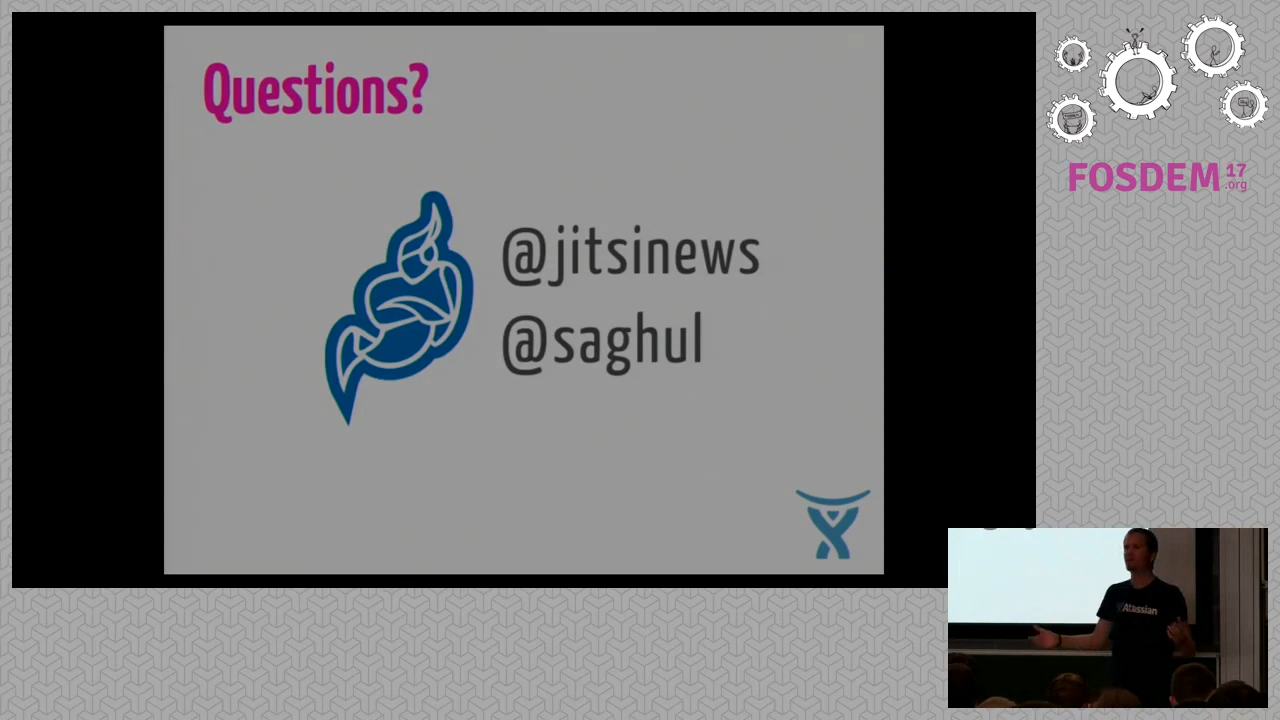 Questions?
@jitsinews
@saghul
FOSDEM 17
.org
Atlassian